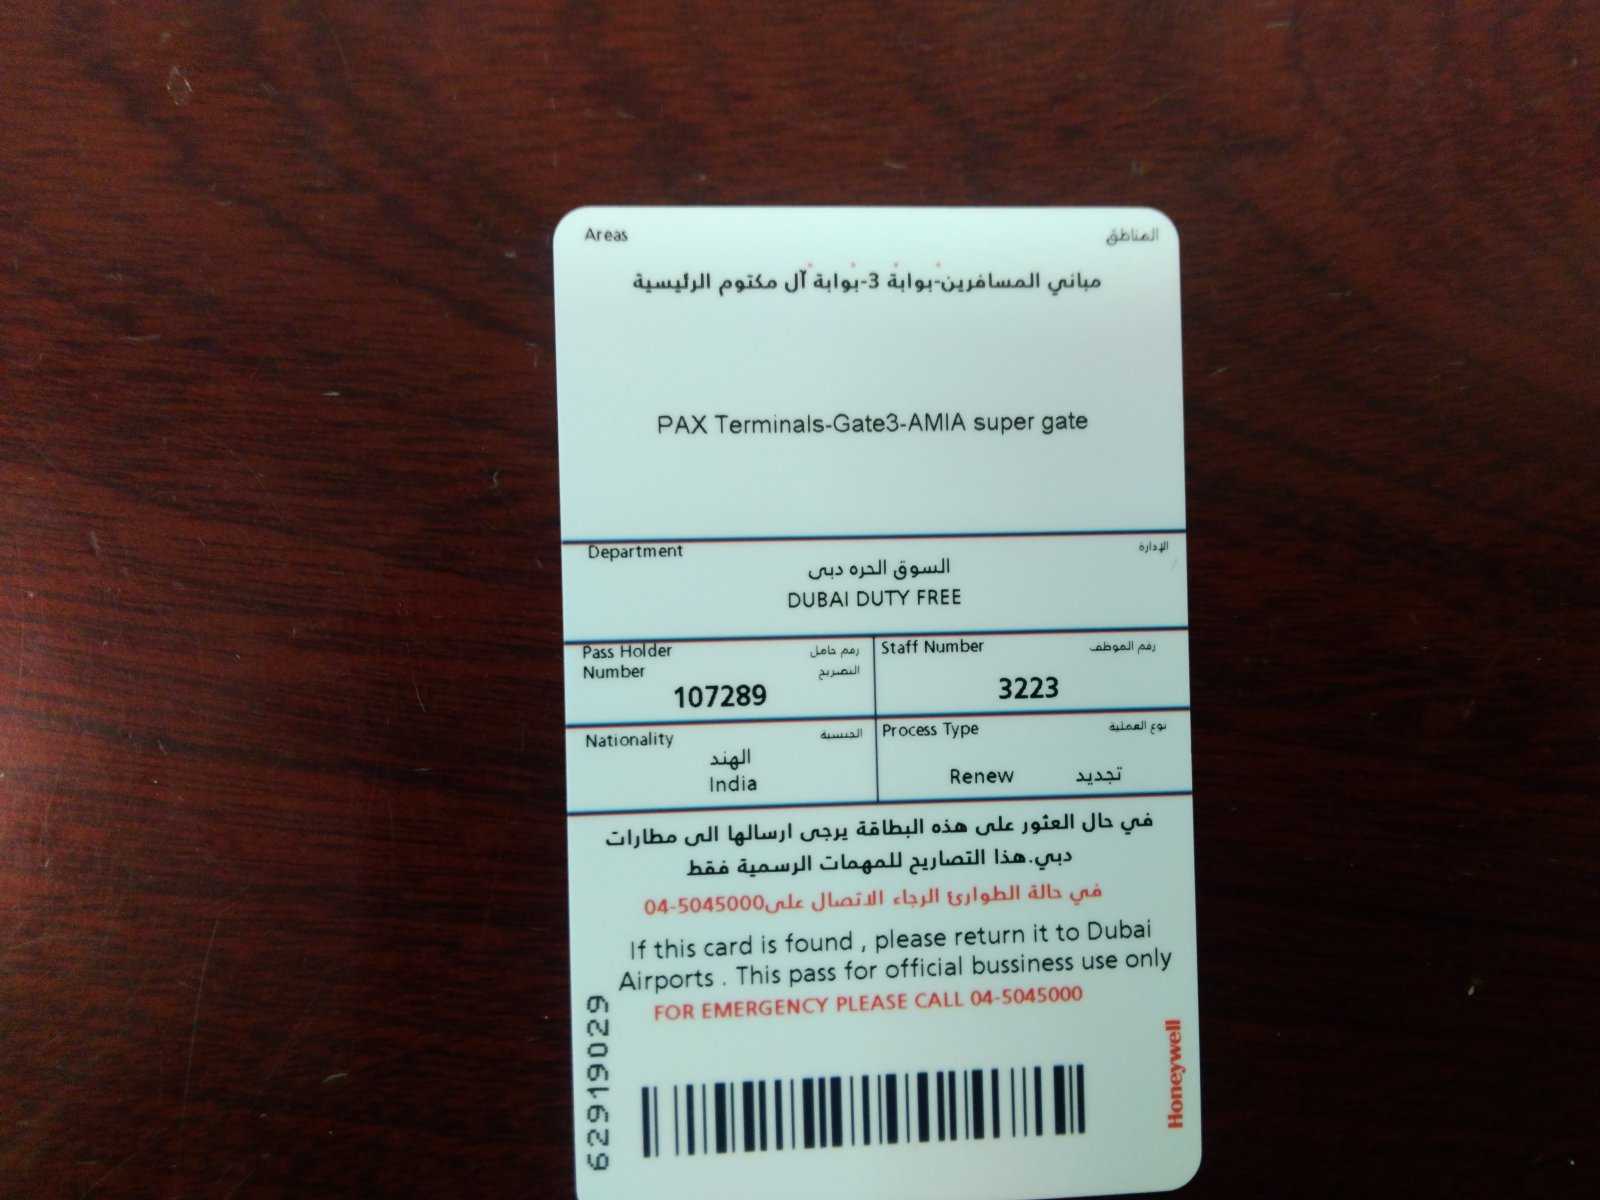 Areas المناطق
مباني المسافرين-بوابة 3-بوابة آل مكتوم الرئيسية
PAX Terminals-Gate3-AMIA super gate
Department الإدارة
السوق الحره دبى
DUBAI DUTY FREE
Pass Holder رقم حامل
Number التصريح
107289
Staff Number رقم الموظف
3223
Nationality الجنسية
الهند
India
Process Type نوع العملية
Renew تجديد
في حال العثور على هذه البطاقة يرجى ارسالها الى مطارات
دبي.هذا التصاريح للمهمات الرسمية فقط
في حالة الطوارئ الرجاء الاتصال على04-5045000
If this card is found , please return it to Dubai
Airports . This pass for official bussiness use only
FOR EMERGENCY PLEASE CALL 04-5045000
62919029
Honeywell